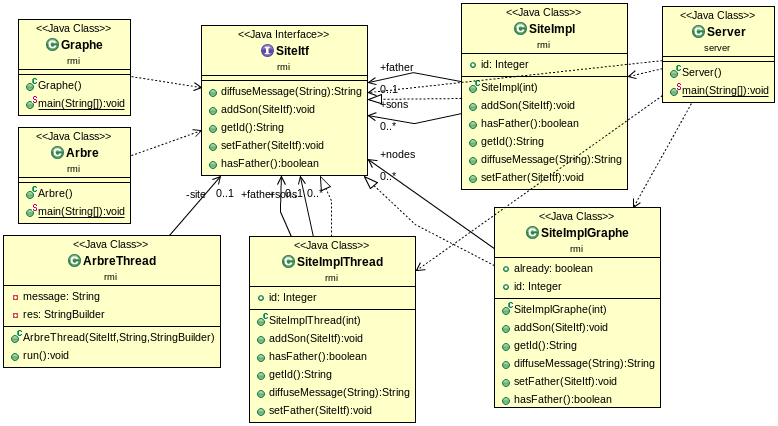 <<Java Class>>
Graphe
rmi
Graphe()
main(String[]):void
<<Java Class>>
Arbre
rmi
Arbre()
main(String[]):void
<<Java Interface>>
SiteItf
rmi
diffuseMessage(String):String
addSon(SiteItf):void
getId():String
setFather(SiteItf):void
hasFather():boolean
<<Java Class>>
SiteImpl
rmi
id: Integer
SiteImpl(int)
addSon(SiteItf):void
hasFather():boolean
getId():String
diffuseMessage(String):String
setFather(SiteItf):void
<<Java Class>>
Server
server
Server()
main(String[]):void
+father
0..1
+sons
0..*
+nodes
0..*
-site
0..1
+father
sons
0..1
0..*
<<Java Class>>
ArbreThread
rmi
message: String
res: StringBuilder
ArbreThread(SiteItf,String,StringBuilder)
run():void
<<Java Class>>
SiteImplThread
rmi
id: Integer
SiteImplThread(int)
addSon(SiteItf):void
hasFather():boolean
getId():String
diffuseMessage(String):String
setFather(SiteItf):void
<<Java Class>>
SiteImplGraphe
rmi
already: boolean
id: Integer
SiteImplGraphe(int)
addSon(SiteItf):void
getId():String
diffuseMessage(String):String
setFather(SiteItf):void
hasFather():boolean